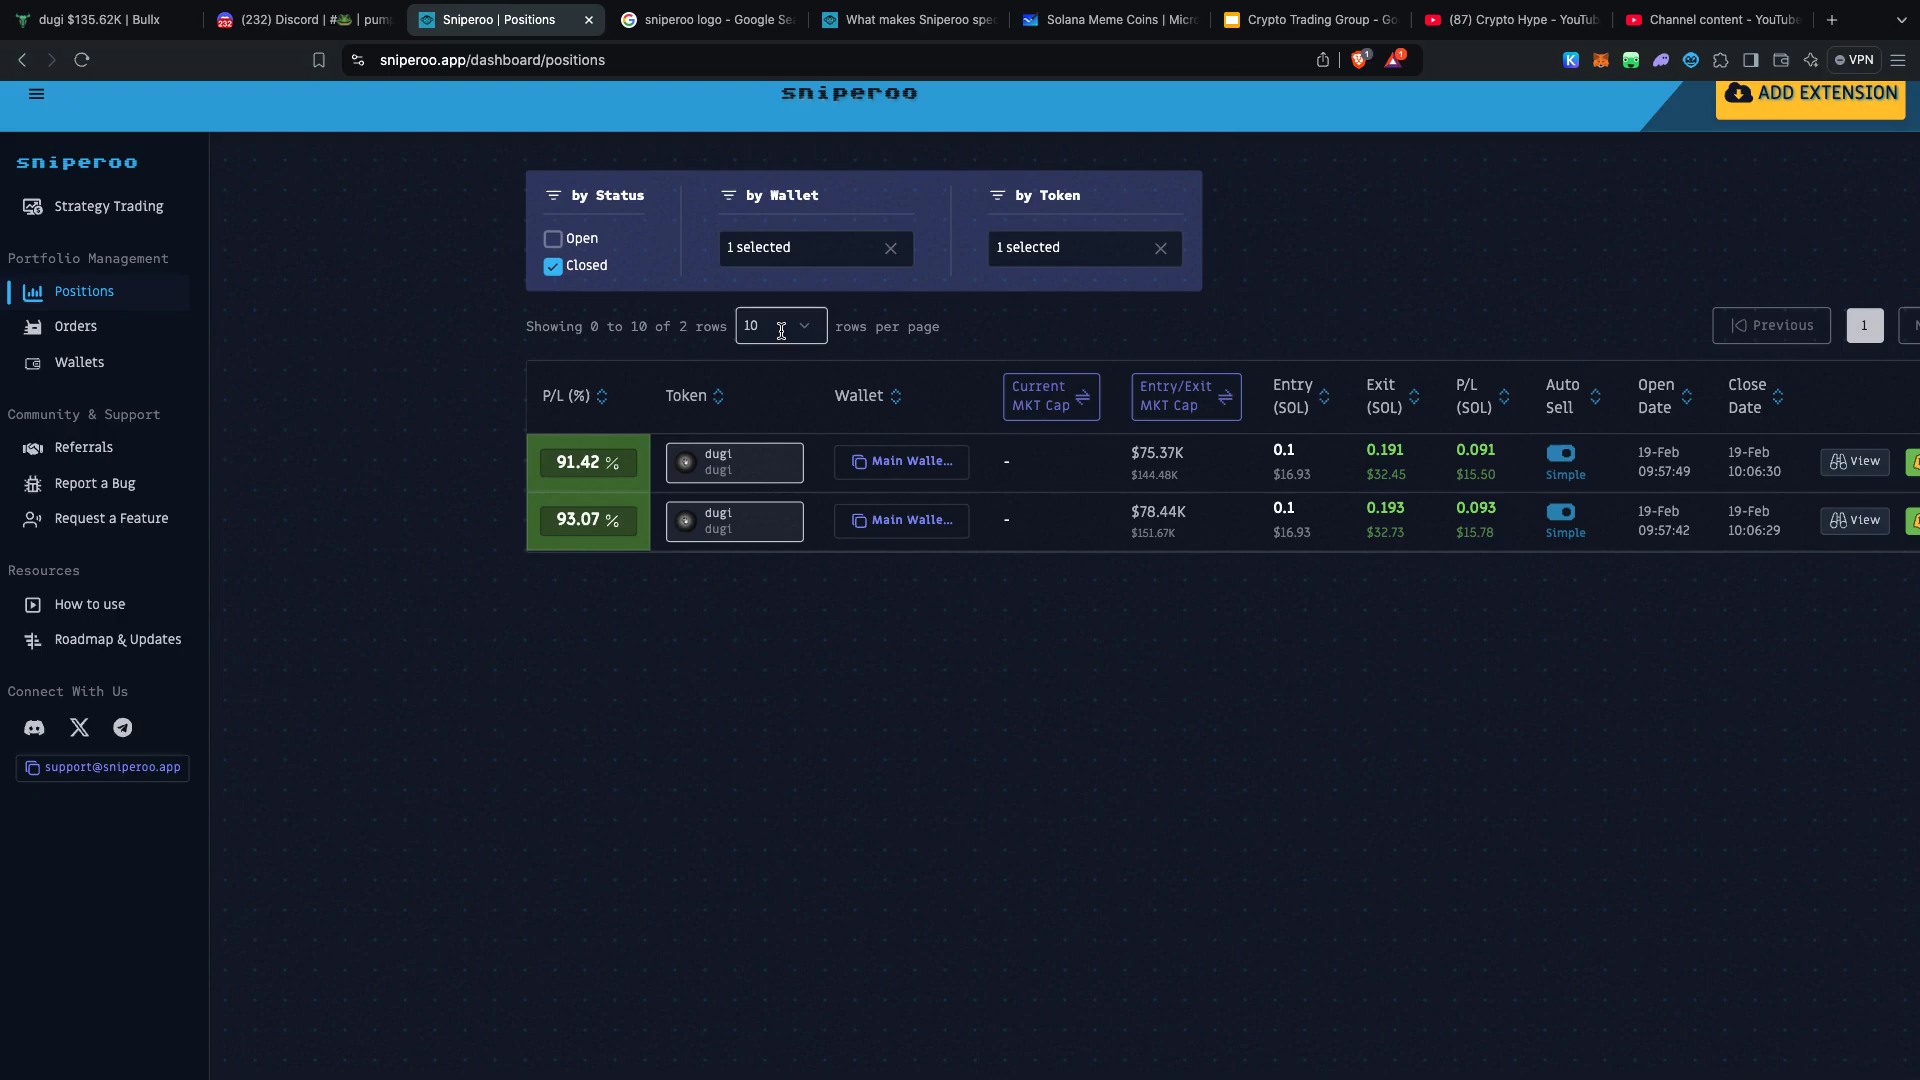 dugi $135.62K | Bullx
(232) Discord | #🐸 | pump
Sniperoo | Positions
sniperoo logo - Google Se
What makes Sniperoo spec
Solana Meme Coins | Micro
Crypto Trading Group - Go
(87) Crypto Hype - YouTub
Channel content - YouTube
sniperoo.app/dashboard/positions
1
1
VPN
sniperoo
ADD EXTENSION
sniperoo
Strategy Trading
Portfolio Management
Positions
Orders
Wallets
Community & Support
Referrals
Report a Bug
Request a Feature
Resources
How to use
Roadmap & Updates
Connect With Us
support@sniperoo.app
by Status
by Wallet
by Token
Open
Closed
1 selected
1 selected
Showing 0 to 10 of 2 rows
10
rows per page
Previous
1
P/L (%)
Token
Wallet
Current
MKT Cap
Entry/Exit
MKT Cap
Entry
(SOL)
Exit
(SOL)
P/L
(SOL)
Auto
Sell
Open
Date
Close
Date
91.42 %
dugi
dugi
Main Walle...
-
$75.37K
$144.48K
0.1
$16.93
0.191
$32.45
0.091
$15.50
Simple
19-Feb
09:57:49
19-Feb
10:06:30
View
93.07 %
dugi
dugi
Main Walle...
-
$78.44K
$151.67K
0.1
$16.93
0.193
$32.73
0.093
$15.78
Simple
19-Feb
09:57:42
19-Feb
10:06:29
View